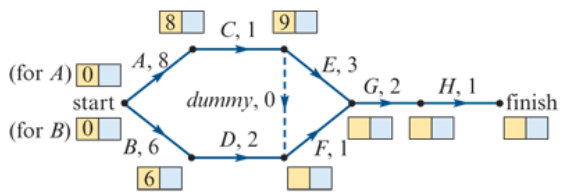 8
C, 1
9
(for A) 0
A, 8
E, 3
G, 2
H, 1
start
dummy, 0
finish
(for B) 0
B, 6
D, 2
F, 1
6